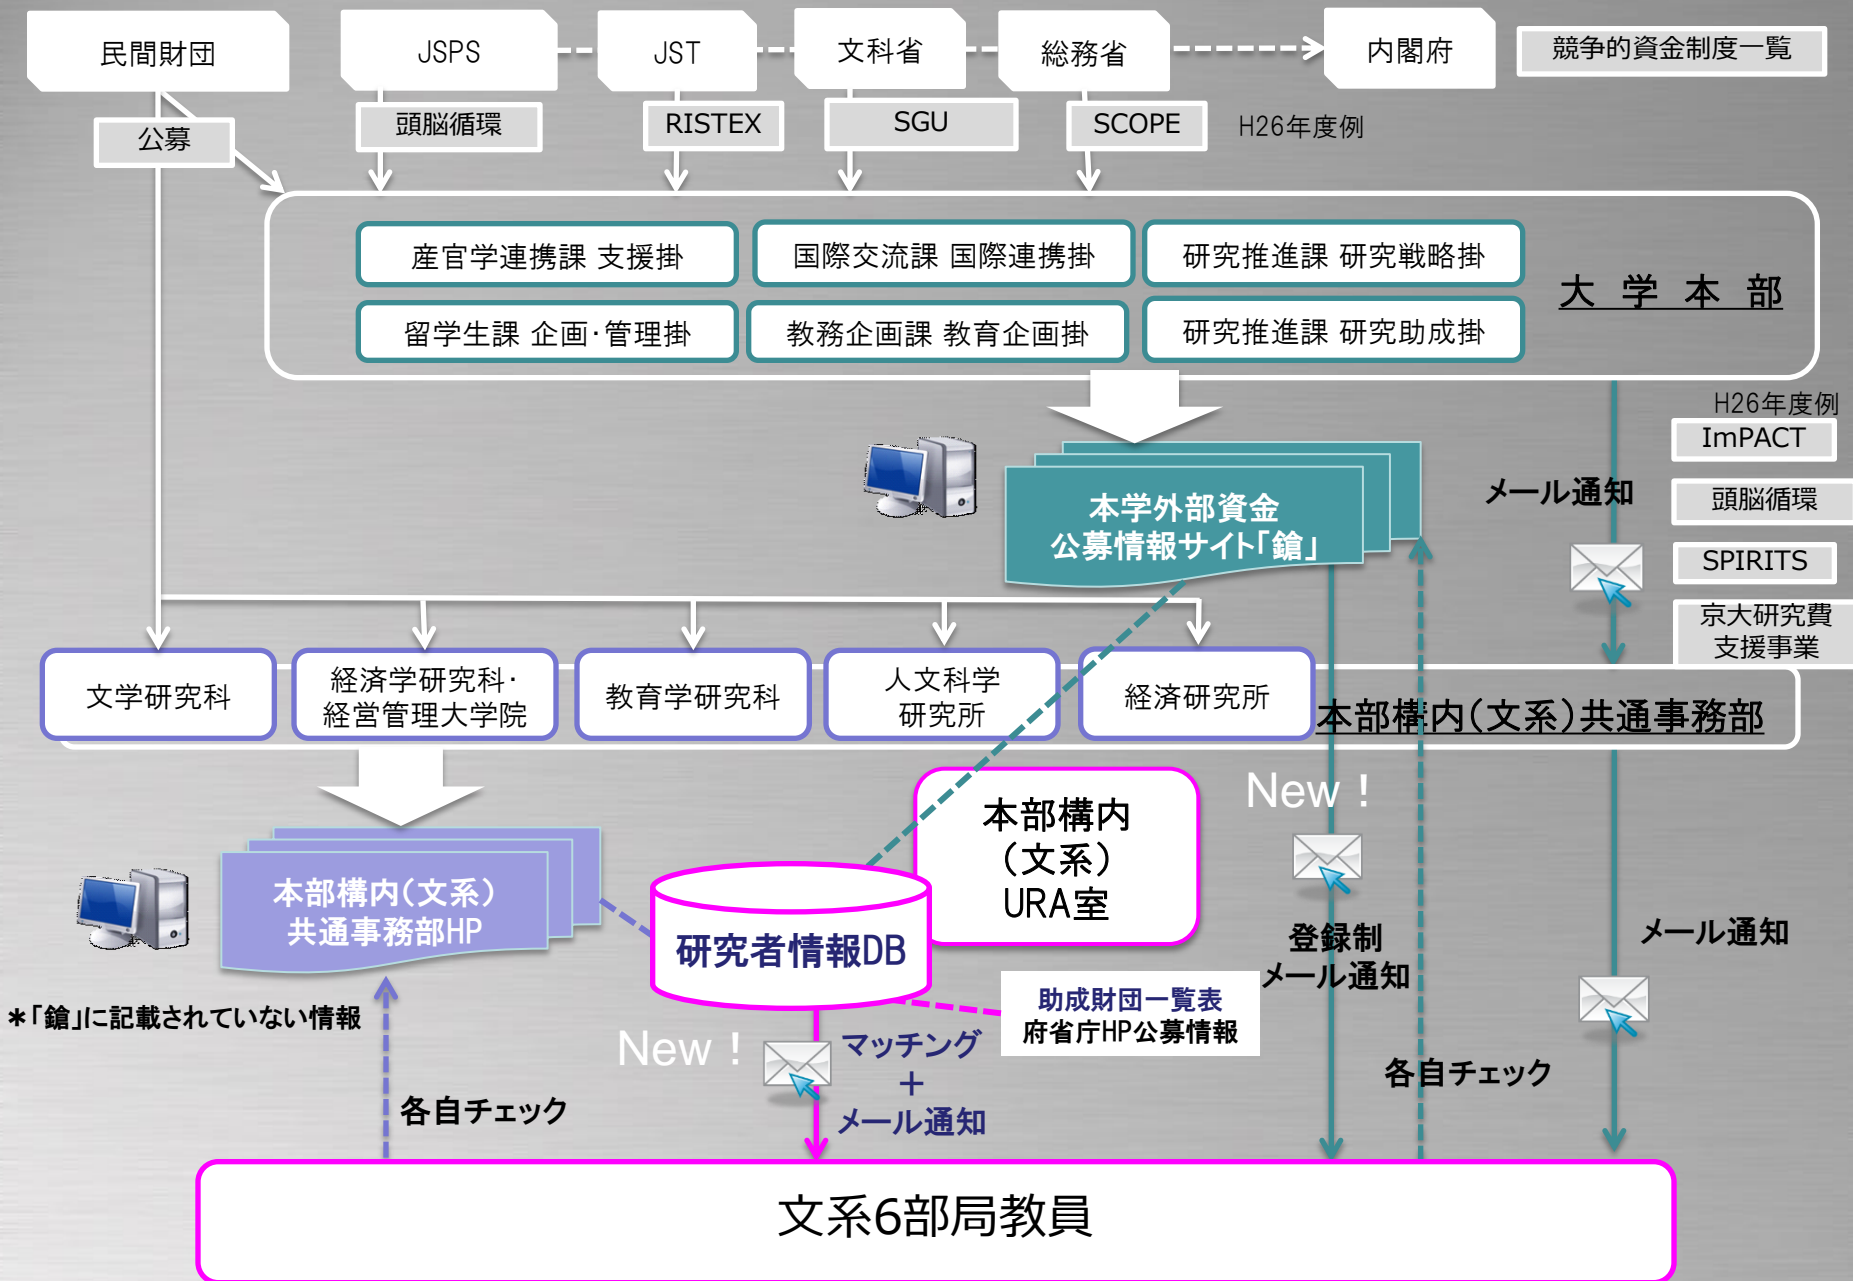 民間財団
JSPS
JST
文科省
総務省
内閣府
競争的資金制度一覧
公募
頭脳循環
RISTEX
SGU
SCOPE
H26年度例
産官学連携課 支援掛
国際交流課 国際連携掛
研究推進課 研究戦略掛
大 学 本 部
留学生課 企画･管理掛
教務企画課 教育企画掛
研究推進課 研究助成掛
H26年度例
ImPACT
メール通知
頭脳循環
本学外部資金
公募情報サイト｢鎗｣
SPIRITS
京大研究費
支援事業
文学研究科
経済学研究科･
経営管理大学院
教育学研究科
人文科学
研究所
経済研究所
本部構内(文系)共通事務部
New !
本部構内
(文系)
URA室
本部構内(文系)
共通事務部HP
研究者情報DB
登録制
メール通知
メール通知
*｢鎗｣に記載されていない情報
助成財団一覧表
府省庁HP公募情報
New !
マッチング
+
メール通知
各自チェック
各自チェック
文系6部局教員